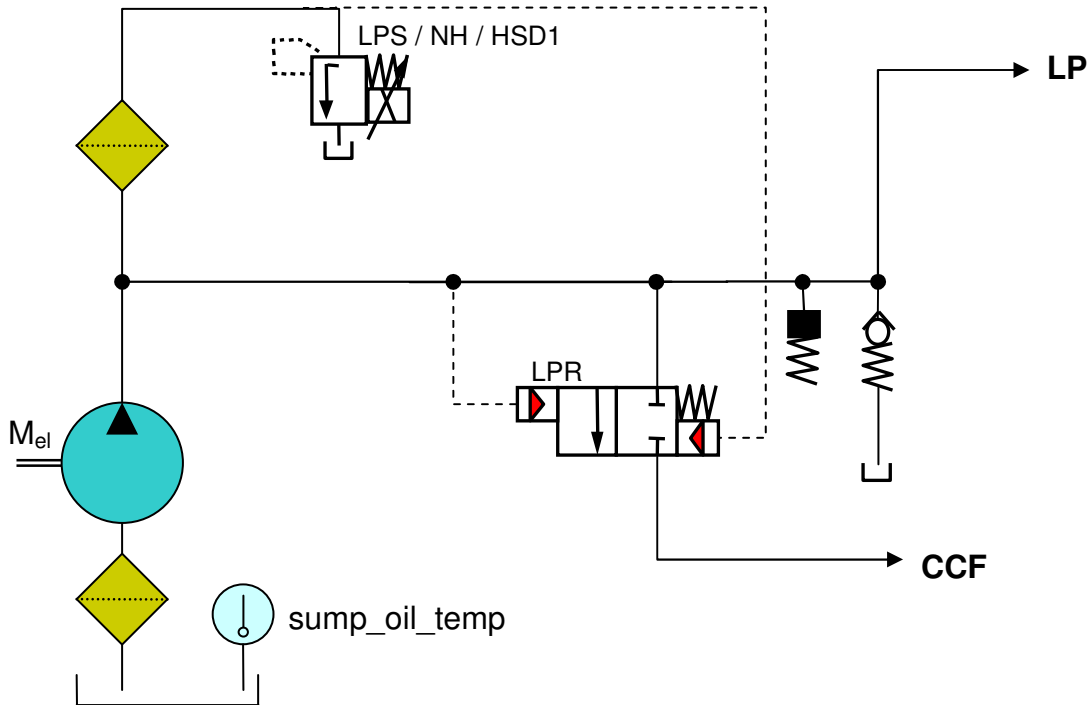 LPS / NH / HSD1
LP
LPR
Mel
CCF
sump_oil_temp